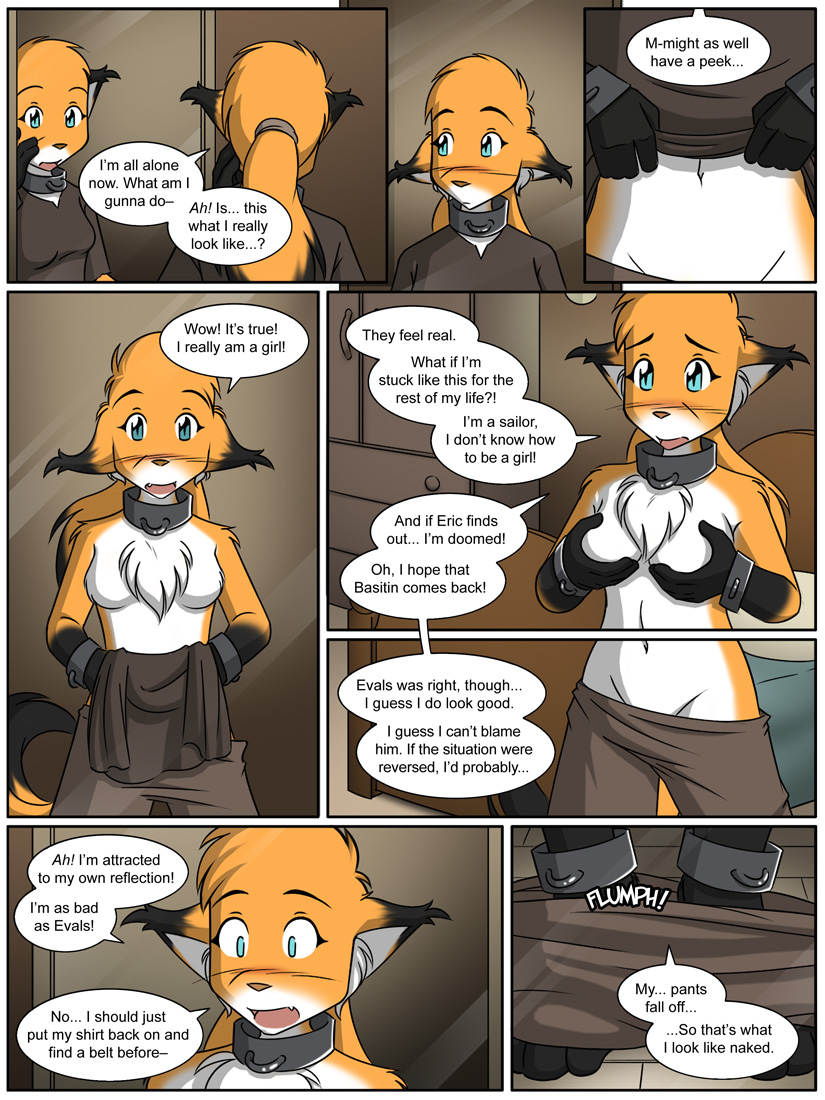 I'm all alone
now. What am I
gunna do–
Ah! Is... this
what I really
look like...?
M-might as well
have a peek...
Wow! It's true!
I really am a girl!
They feel real.
What if I'm
stuck like this for the
rest of my life?!
I'm a sailor,
I don't know how
to be a girl!
And if Eric finds
out... I'm doomed!
Oh, I hope that
Basitin comes back!
Evals was right, though...
I guess I do look good.
I guess I can't blame
him. If the situation were
reversed, I'd probably...
Ah! I'm attracted
to my own reflection!
I'm as bad
as Evals!
No... I should just
put my shirt back on and
find a belt before–
FLUMPH!
My... pants
fall off...
...So that's what
I look like naked.